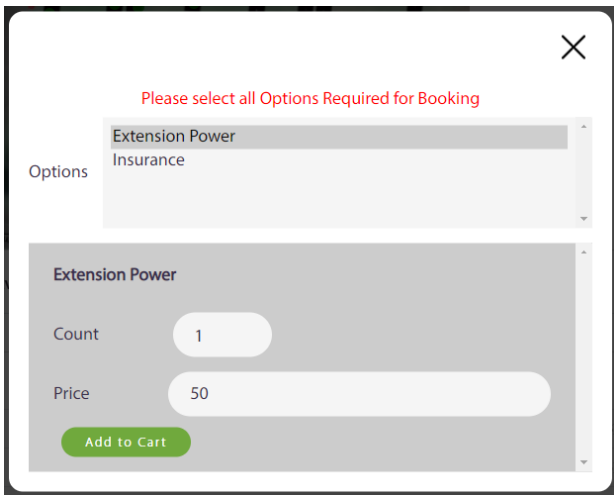 Please select all Options Required for Booking
Options
Extension Power
Insurance
Extension Power
Count 1
Price 50
Add to Cart